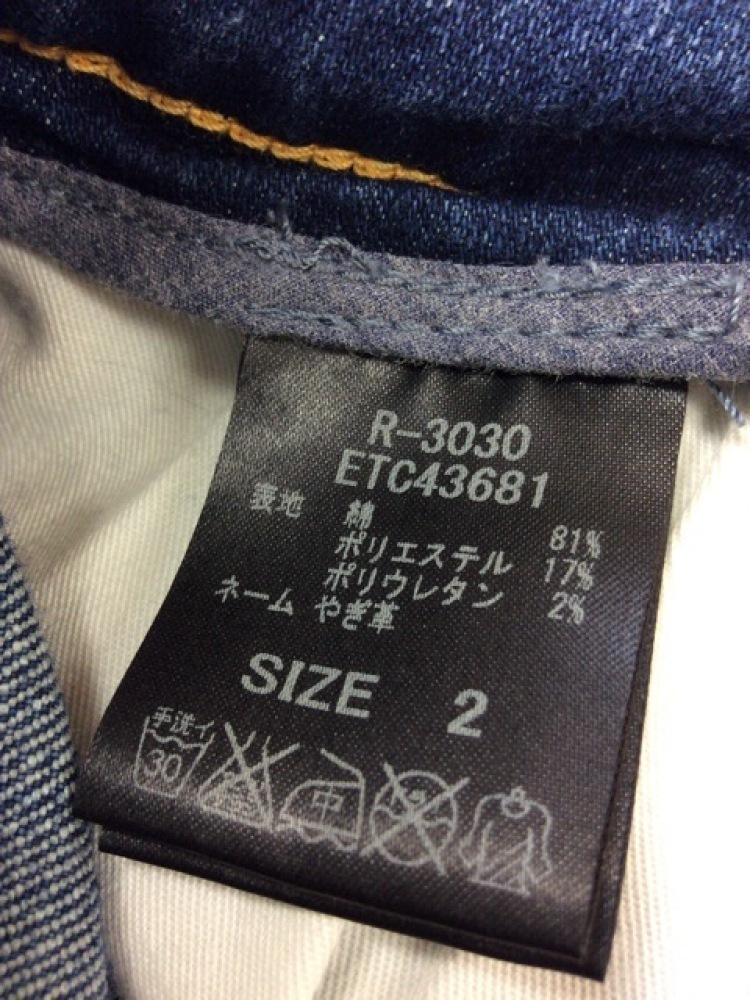 R-3030
ETC43681
表地 綿 81%
ポリエステル 17%
ポリウレタン 2%
ネーム やぎ革
SIZE 2
手洗イ
30
中